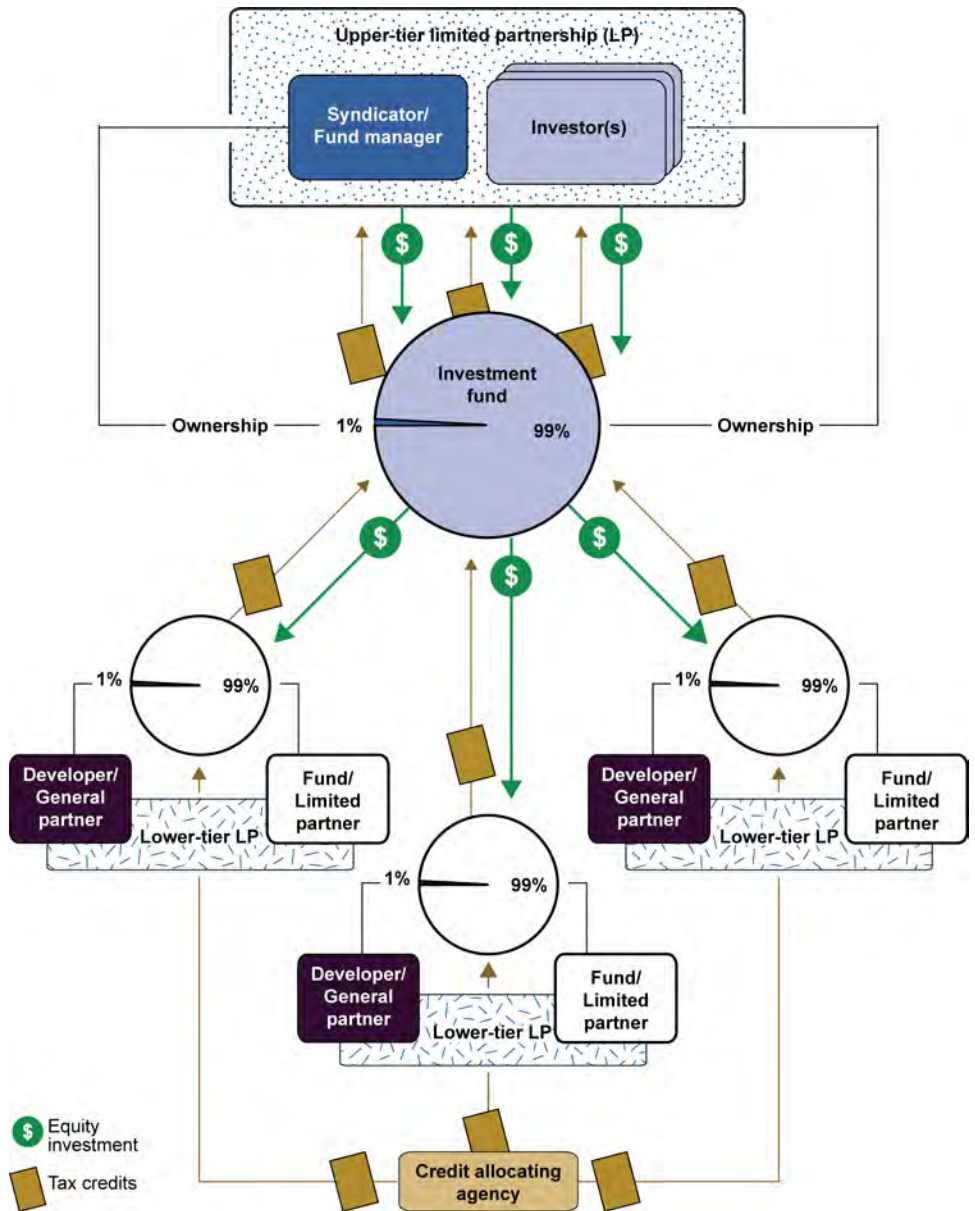 Upper-tier limited partnership (LP)
Syndicator/
Fund manager
Investor(s)
$
$
$
Investment
fund
Ownership
1%
99%
Ownership
$
$
$
1%
99%
Developer/
General
partner
Fund/
Limited
partner
Lower-tier LP
1%
99%
Developer/
General
partner
Fund/
Limited
partner
Lower-tier LP
1%
99%
Developer/
General
partner
Fund/
Limited
partner
Lower-tier LP
$ Equity
investment
Tax credits
Credit allocating
agency